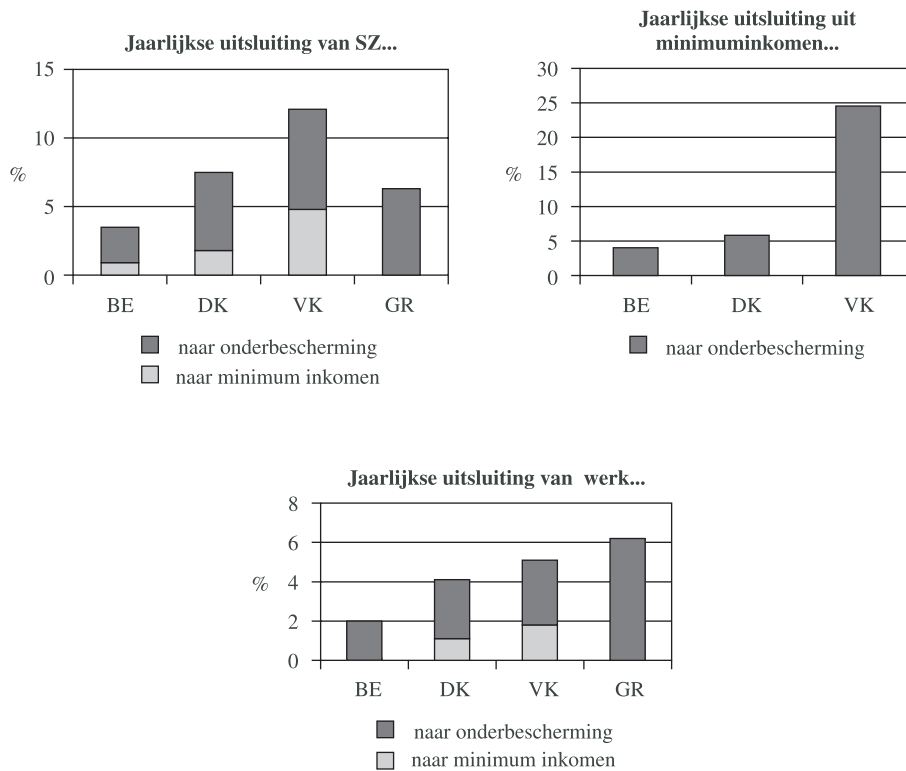 Jaarlijkse uitsluiting van SZ...
15
10
%
5
0
BE DK VK GR
naar onderbescherming
naar minimum inkomen
Jaarlijkse uitsluiting uit
minimuminkomen...
30
25
20
%
15
10
5
0
BE DK VK
naar onderbescherming
Jaarlijkse uitsluiting van werk...
8
6
%
4
2
0
BE DK VK GR
naar onderbescherming
naar minimum inkomen